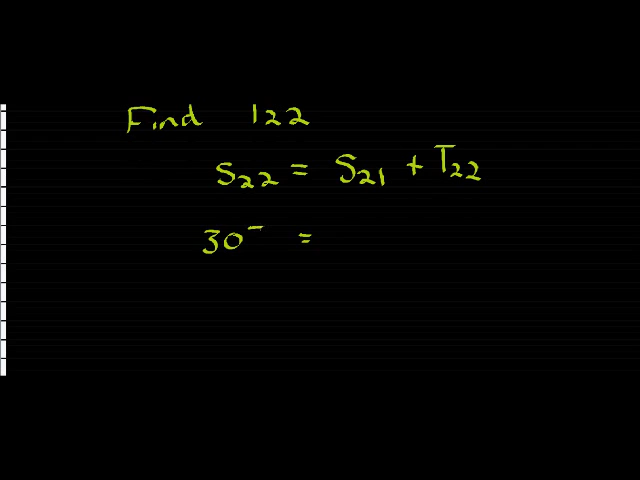 Find T22
S22 = S21 + T22
30 =